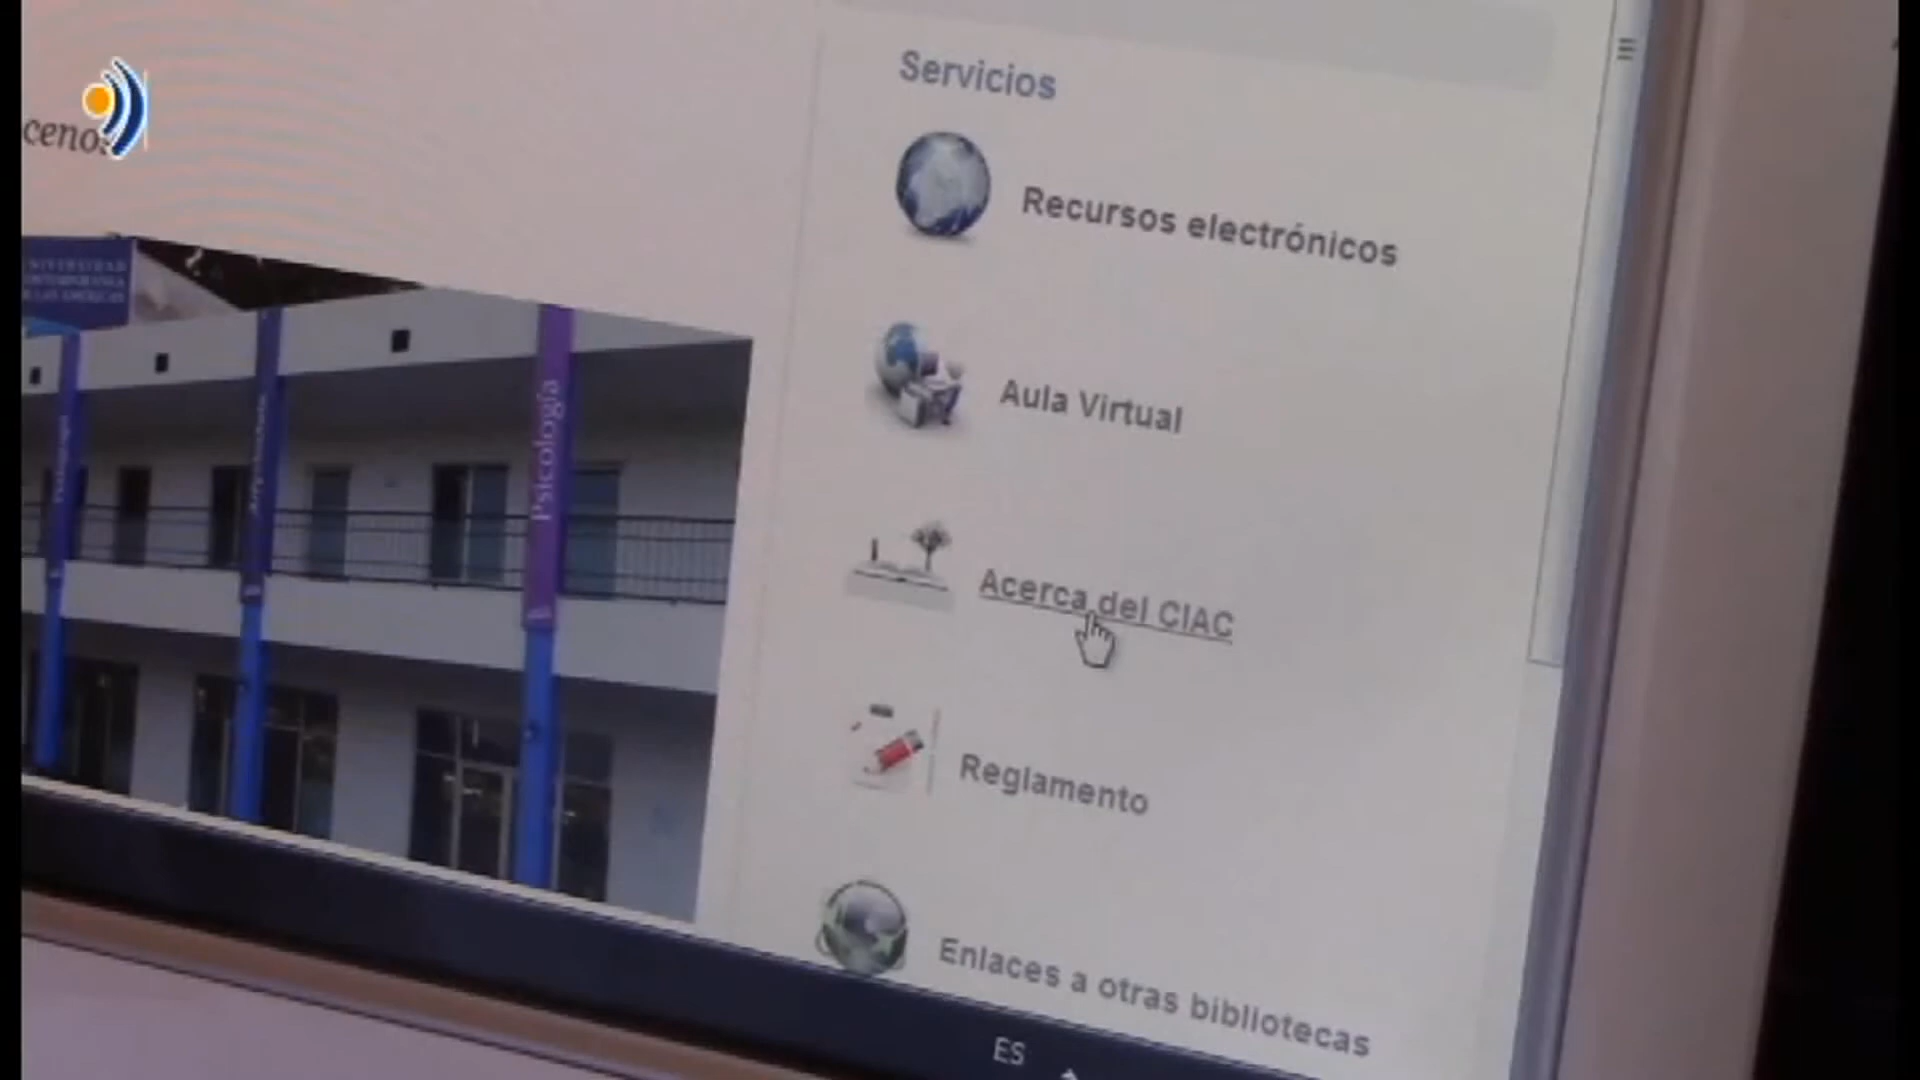 Servicios
Recursos electrónicos
Aula Virtual
Acerca del CIAC
Reglamento
Enlaces a otras bibliotecas
Psicología
ES